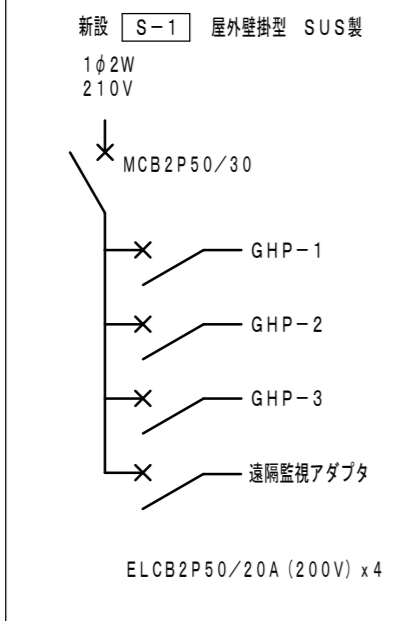 新設 S-1 屋外壁掛型 SUS製
1φ2W
210V
MCB2P50/30
GHP-1
GHP-2
GHP-3
遠隔監視アダプタ
ELCB2P50/20A(200V)x4